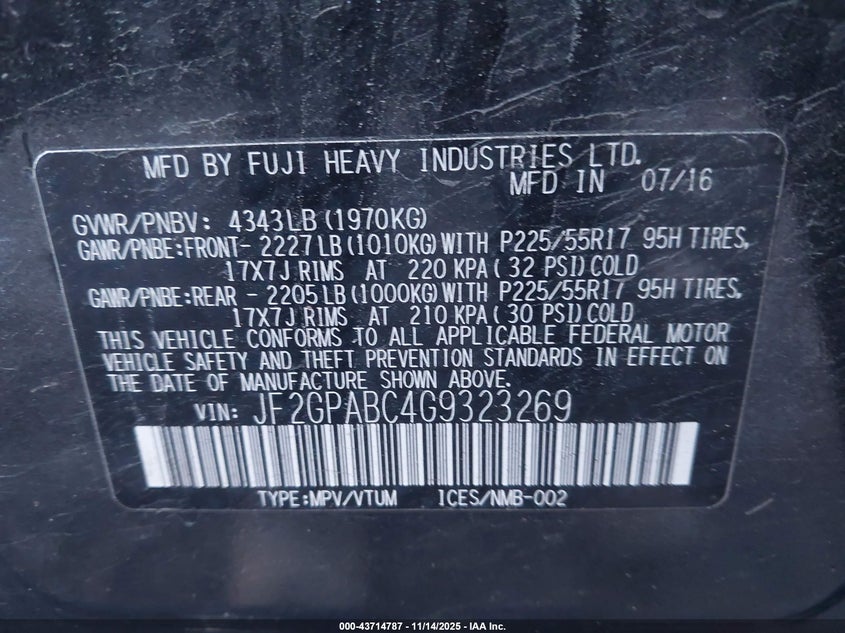 MFD BY FUJI HEAVY INDUSTRIES LTD.
MFD IN 07/16
GVWR/PNBV: 4343LB (1970KG)
GAWR/PNBE:FRONT- 2227LB (1010KG) WITH P225/55R17 95H TIRES,
17X7J RIMS AT 220 KPA ( 32 PSI) COLD
GAWR/PNBE:REAR - 2205LB (1000KG) WITH P225/55R17 95H TIRES,
17X7J RIMS AT 210 KPA ( 30 PSI) COLD
THIS VEHICLE CONFORMS TO ALL APPLICABLE FEDERAL MOTOR
VEHICLE SAFETY AND THEFT PREVENTION STANDARDS IN EFFECT ON
THE DATE OF MANUFACTURE SHOWN ABOVE.
VIN: JF2GPABC4G9323269
TYPE:MPV/VTUM ICES/NMB-002
000-43714787 - 11/14/2025 - IAA Inc.